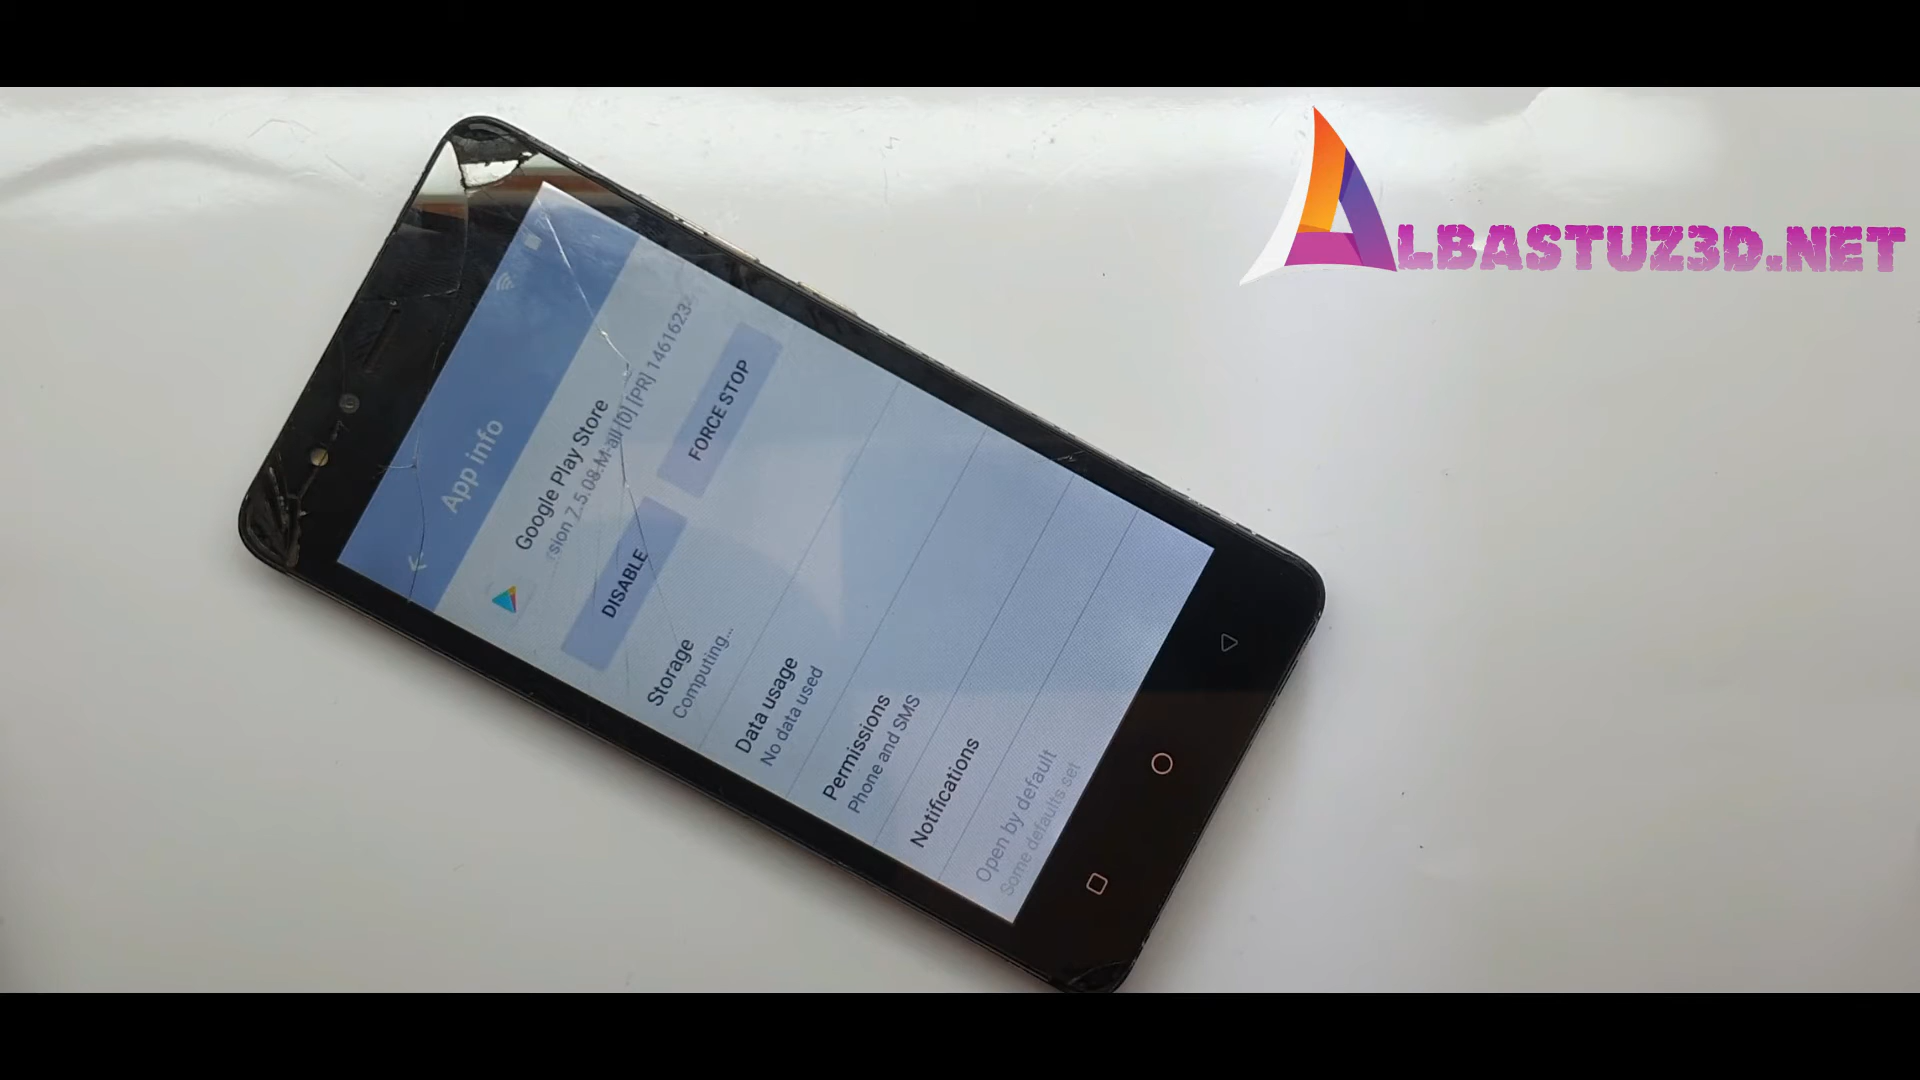 ALBASTUZ3D.NET
App info
Google Play Store
7.5.08.M-all [0] [PR] 1461623
DISABLE
FORCE STOP
Storage
Computing...
Data usage
No data used
Permissions
Phone and SMS
Notifications
Open by default
Some defaults set